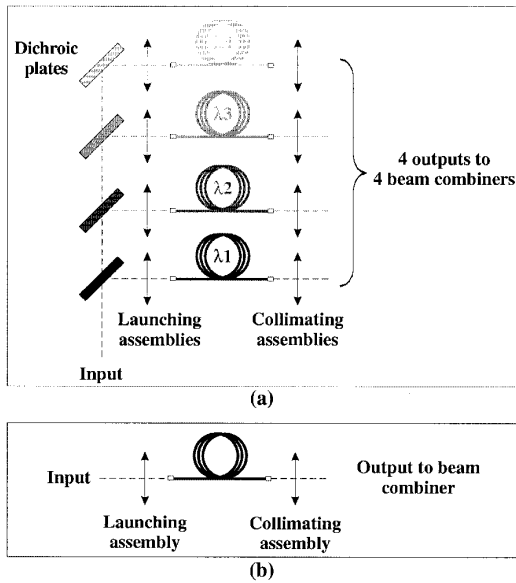 Dichroic
plates
λ3
λ2
λ1
4 outputs to
4 beam combiners
Launching
assemblies
Collimating
assemblies
Input
(a)
Input
Output to beam
combiner
Launching
assembly
Collimating
assembly
(b)